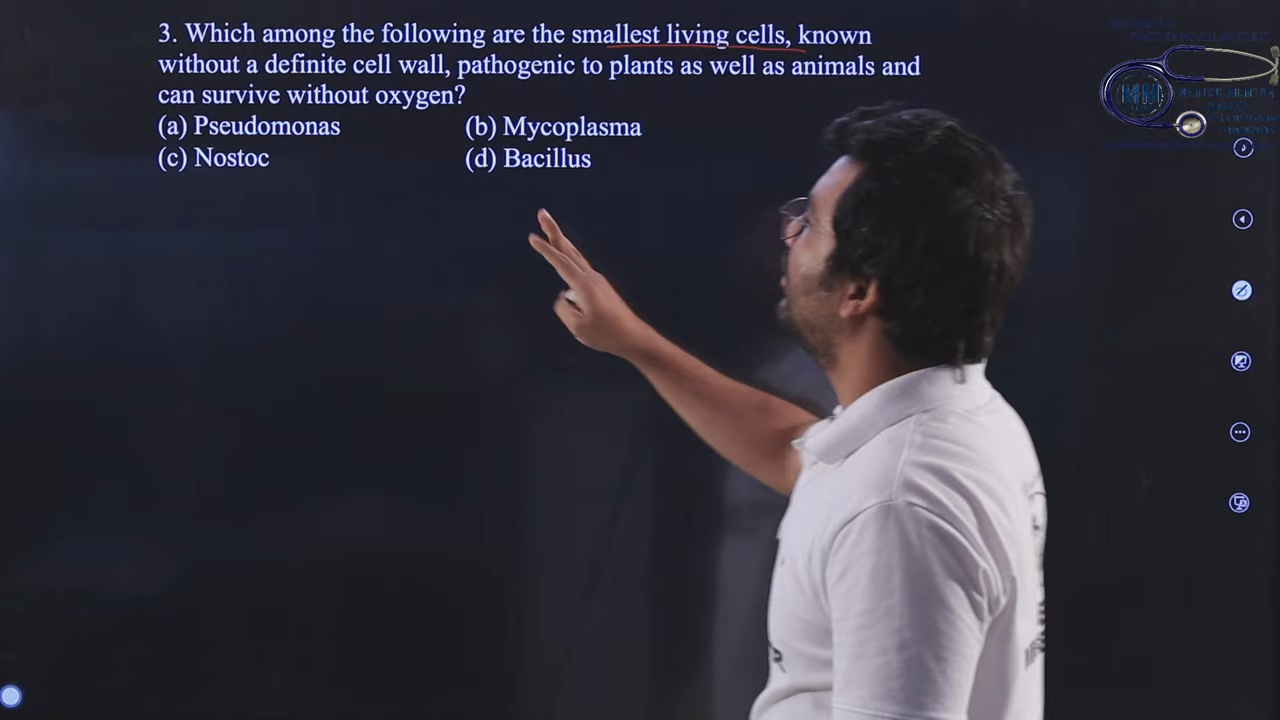 3. Which among the following are the smallest living cells, known
without a definite cell wall, pathogenic to plants as well as animals and
can survive without oxygen?
(a) Pseudomonas (b) Mycoplasma
(c) Nostoc (d) Bacillus